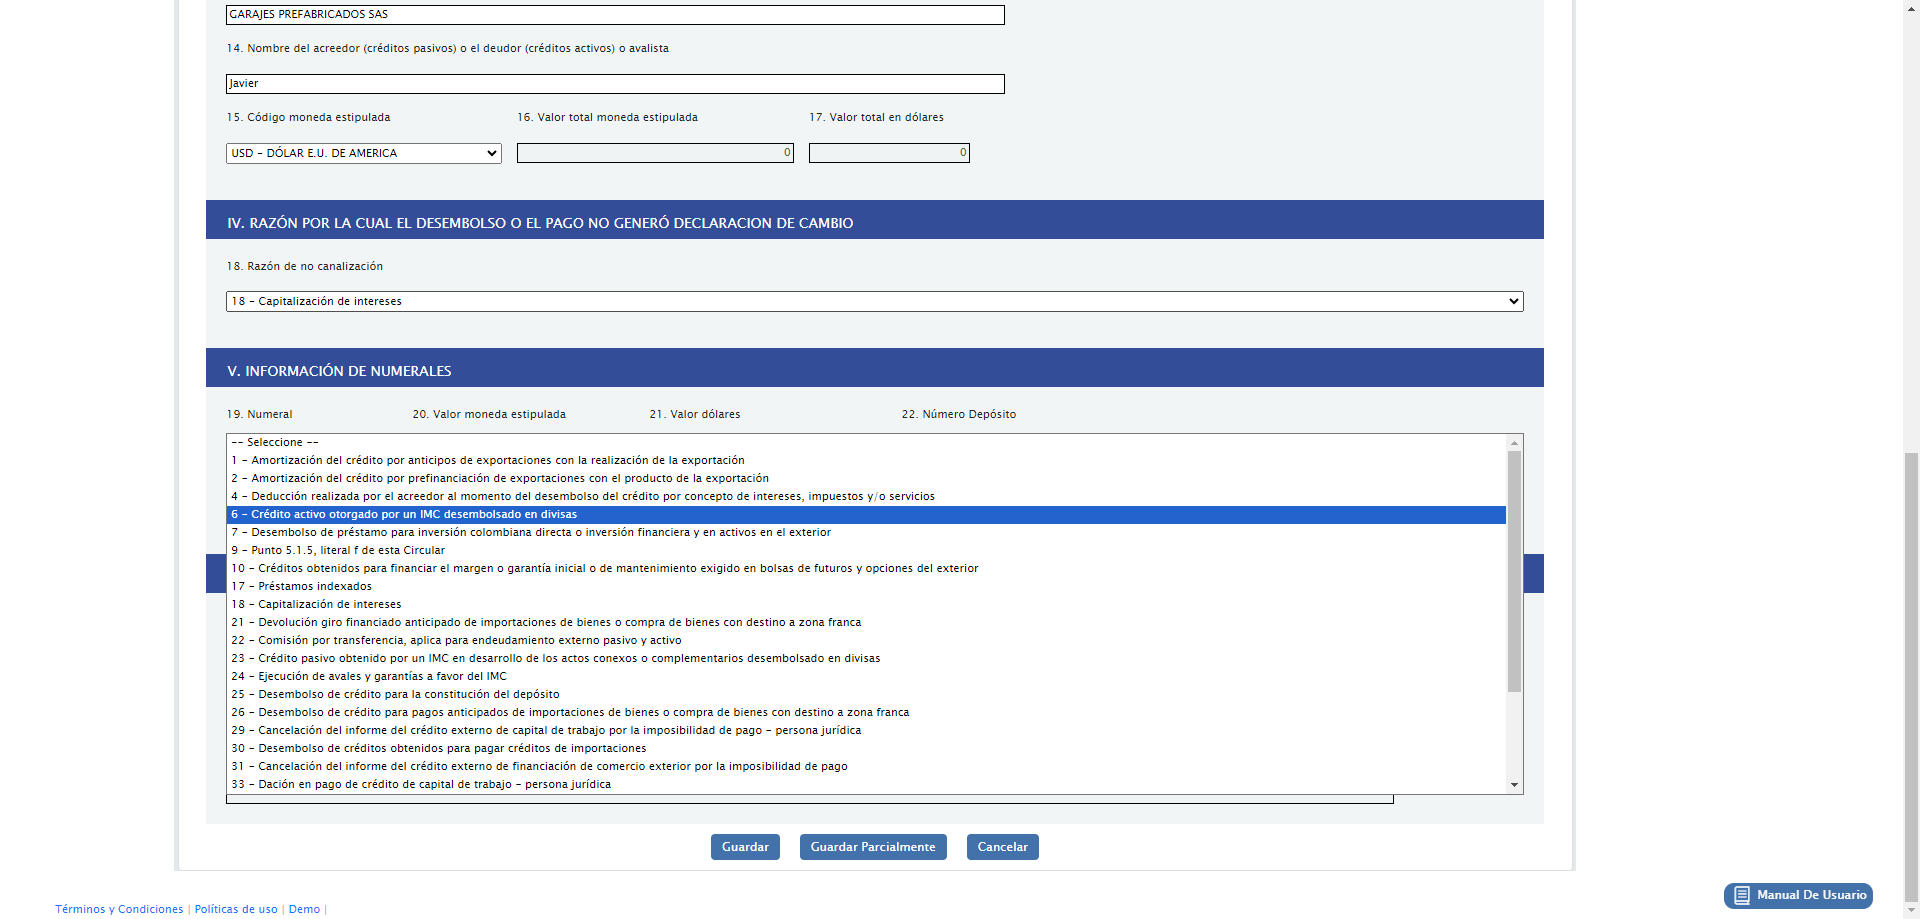 GARAJES PREFABRICADOS SAS
14. Nombre del acreedor (créditos pasivos) o el deudor (créditos activos) o avalista
Javier
15. Código moneda estipulada 16. Valor total moneda estipulada 17. Valor total en dólares
USD - DÓLAR E.U. DE AMERICA 0 0
IV. RAZÓN POR LA CUAL EL DESEMBOLSO O EL PAGO NO GENERÓ DECLARACION DE CAMBIO
18. Razón de no canalización
18 - Capitalización de intereses
V. INFORMACIÓN DE NUMERALES
19. Numeral 20. Valor moneda estipulada 21. Valor dólares 22. Número Depósito
-- Seleccione --
1 - Amortización del crédito por anticipos de exportaciones con la realización de la exportación
2 - Amortización del crédito por prefinanciación de exportaciones con el producto de la exportación
4 - Deducción realizada por el acreedor al momento del desembolso del crédito por concepto de intereses, impuestos y/o servicios
6 - Crédito activo otorgado por un IMC desembolsado en divisas
7 - Desembolso de préstamo para inversión colombiana directa o inversión financiera y en activos en el exterior
9 - Punto 5.1.5, literal f de esta Circular
10 - Créditos obtenidos para financiar el margen o garantía inicial o de mantenimiento exigido en bolsas de futuros y opciones del exterior
17 - Préstamos indexados
18 - Capitalización de intereses
21 - Devolución giro financiado anticipado de importaciones de bienes o compra de bienes con destino a zona franca
22 - Comisión por transferencia, aplica para endeudamiento externo pasivo y activo
23 - Crédito pasivo obtenido por un IMC en desarrollo de los actos conexos o complementarios desembolsado en divisas
24 - Ejecución de avales y garantías a favor del IMC
25 - Desembolso de crédito para la constitución del depósito
26 - Desembolso de crédito para pagos anticipados de importaciones de bienes o compra de bienes con destino a zona franca
29 - Cancelación del informe del crédito externo de capital de trabajo por la imposibilidad de pago - persona jurídica
30 - Desembolso de créditos obtenidos para pagar créditos de importaciones
31 - Cancelación del informe del crédito externo de financiación de comercio exterior por la imposibilidad de pago
33 - Dación en pago de crédito de capital de trabajo - persona jurídica
Guardar Guardar Parcialmente Cancelar
Manual De Usuario
Términos y Condiciones | Políticas de uso | Demo |